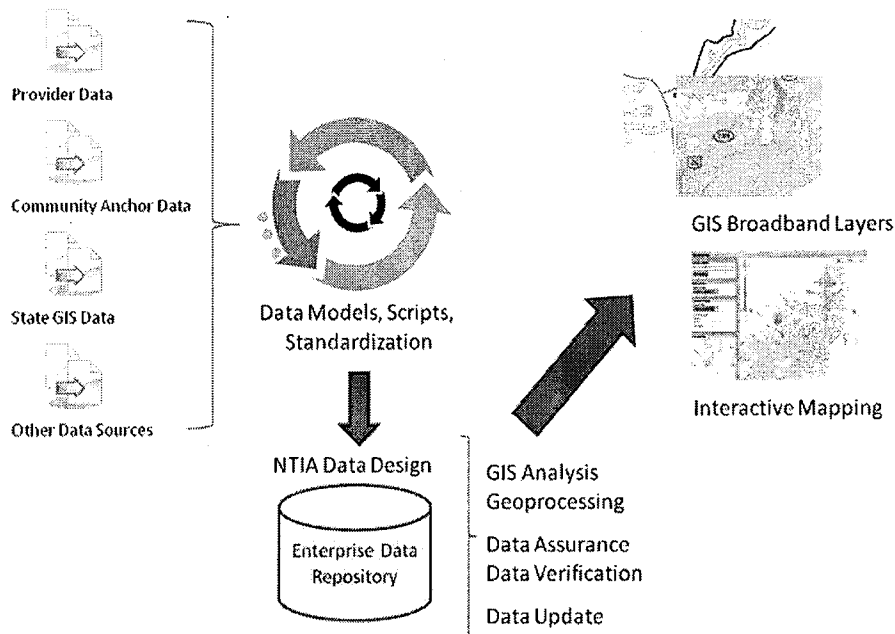 Provider Data
Community Anchor Data
State GIS Data
Other Data Sources
Data Models, Scripts,
Standardization
NTIA Data Design
Enterprise Data
Repository
GIS Analysis
Geoprocessing
Data Assurance
Data Verification
Data Update
GIS Broadband Layers
Interactive Mapping